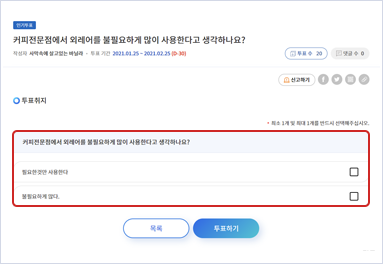 인기투표
커피전문점에서 외래어를 불필요하게 많이 사용한다고 생각하나요?
작성자 사막속에 살고있는 바닐라 · 투표 기간 2021.01.25 ~ 2021.02.25 (D-30)
투표 수 20 댓글 수 0
신고하기
투표취지
* 최소 1개 및 최대 1개를 반드시 선택해주십시오.
커피전문점에서 외레어를 불필요하게 많이 사용한다고 생각하나요?
필요한것만 사용한다
불필요하게 많다.
목록 투표하기